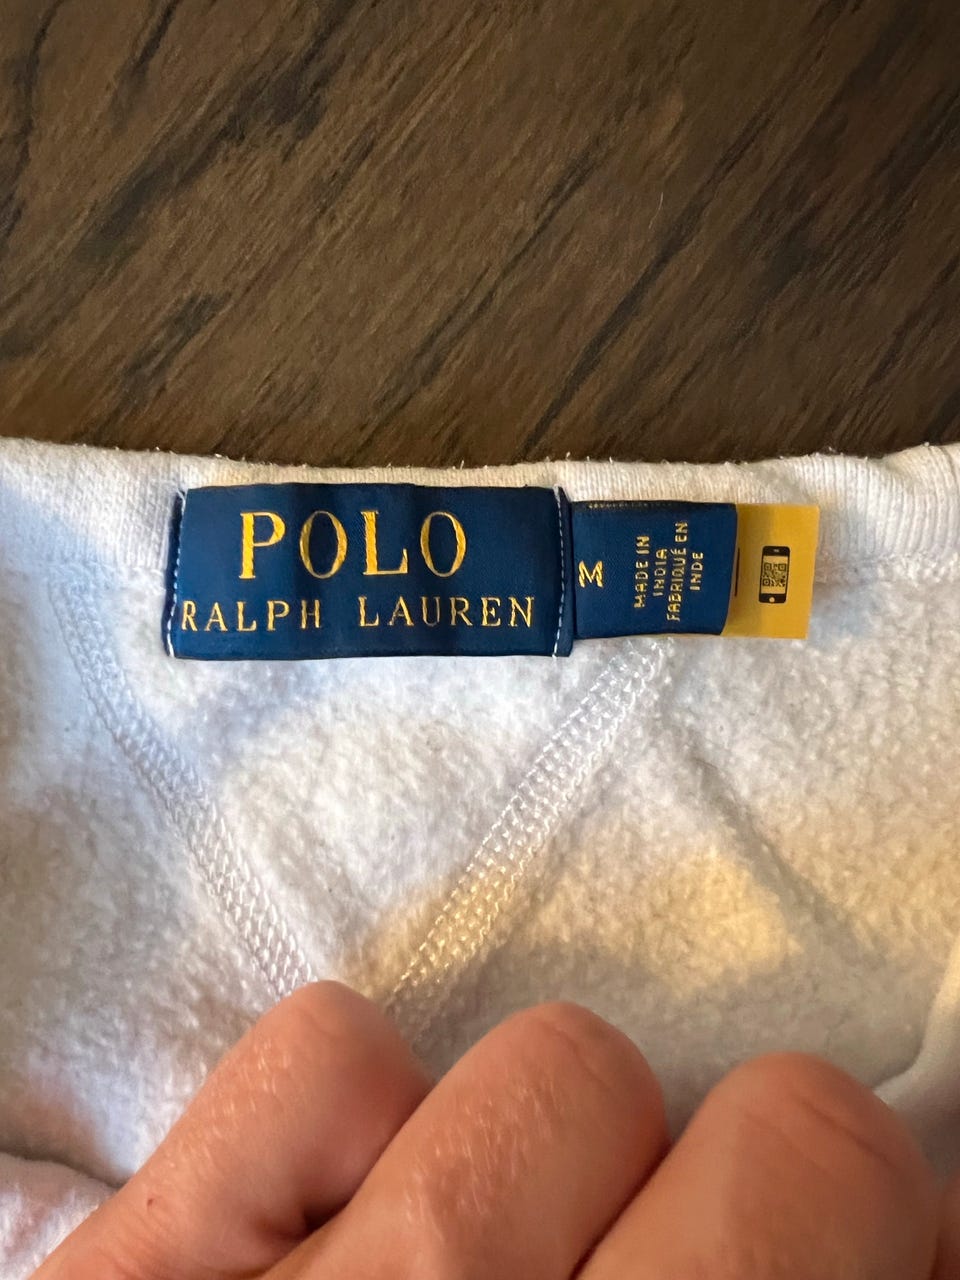 POLO
RALPH LAUREN
M
MADE IN
INDIA
FABRIQUÉ EN
INDE